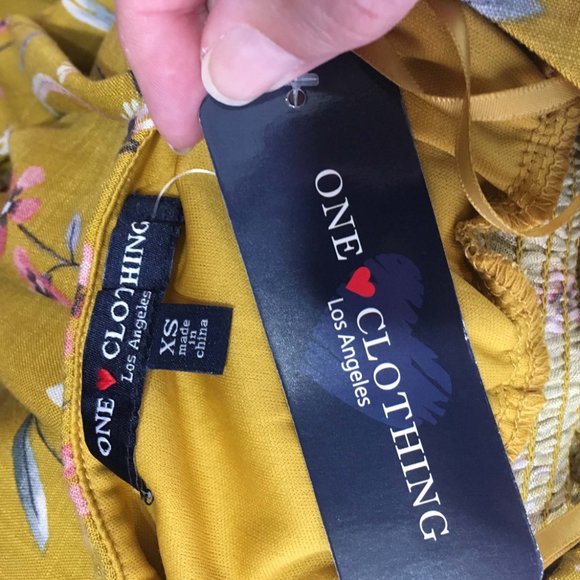 ONE CLOTHING
Los Angeles
XS
made
in
china
ONE CLOTHING
Los Angeles